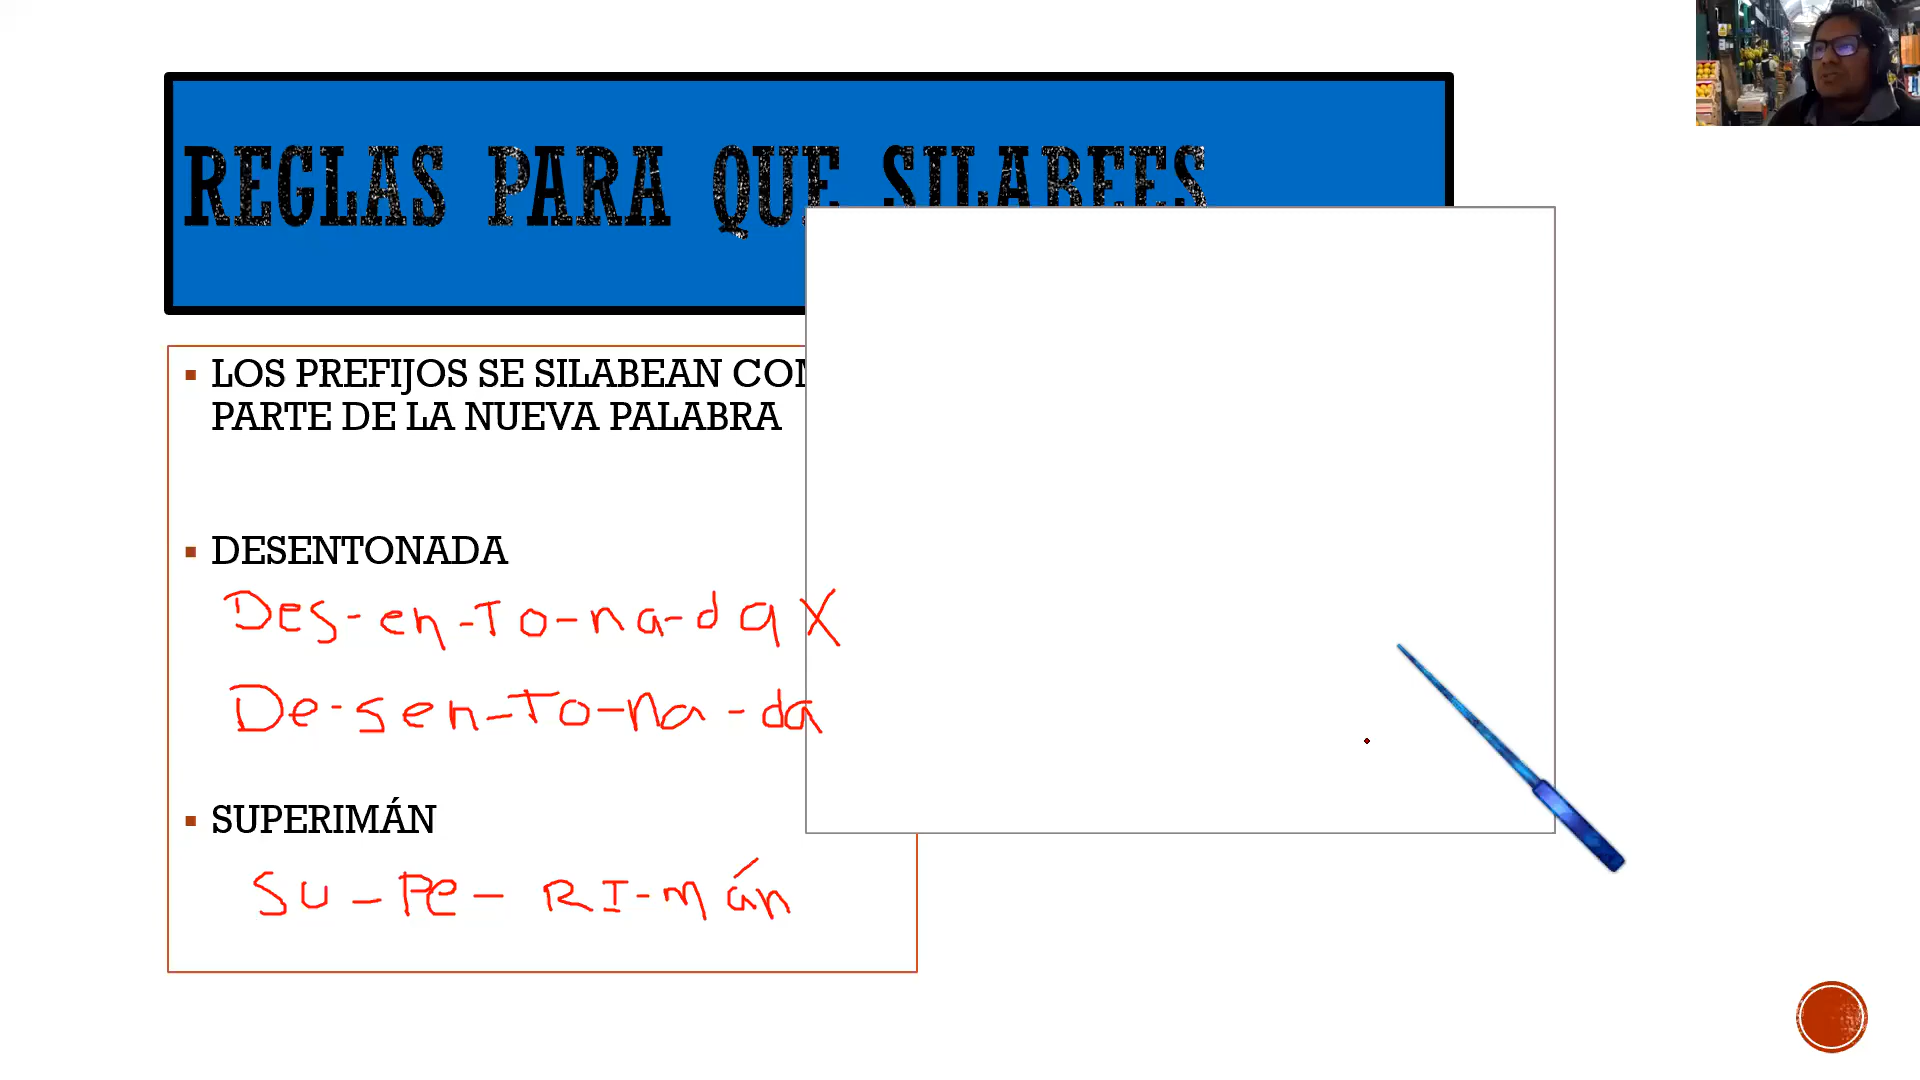 REGLAS PARA QUE SILABEES
LOS PREFIJOS SE SILABEAN
PARTE DE LA NUEVA PALABRA
DESENTONADA
Des-en-To-na-da X
De-sen-To-na-da
SUPERIMÁN
SU-Pe-RI-mán